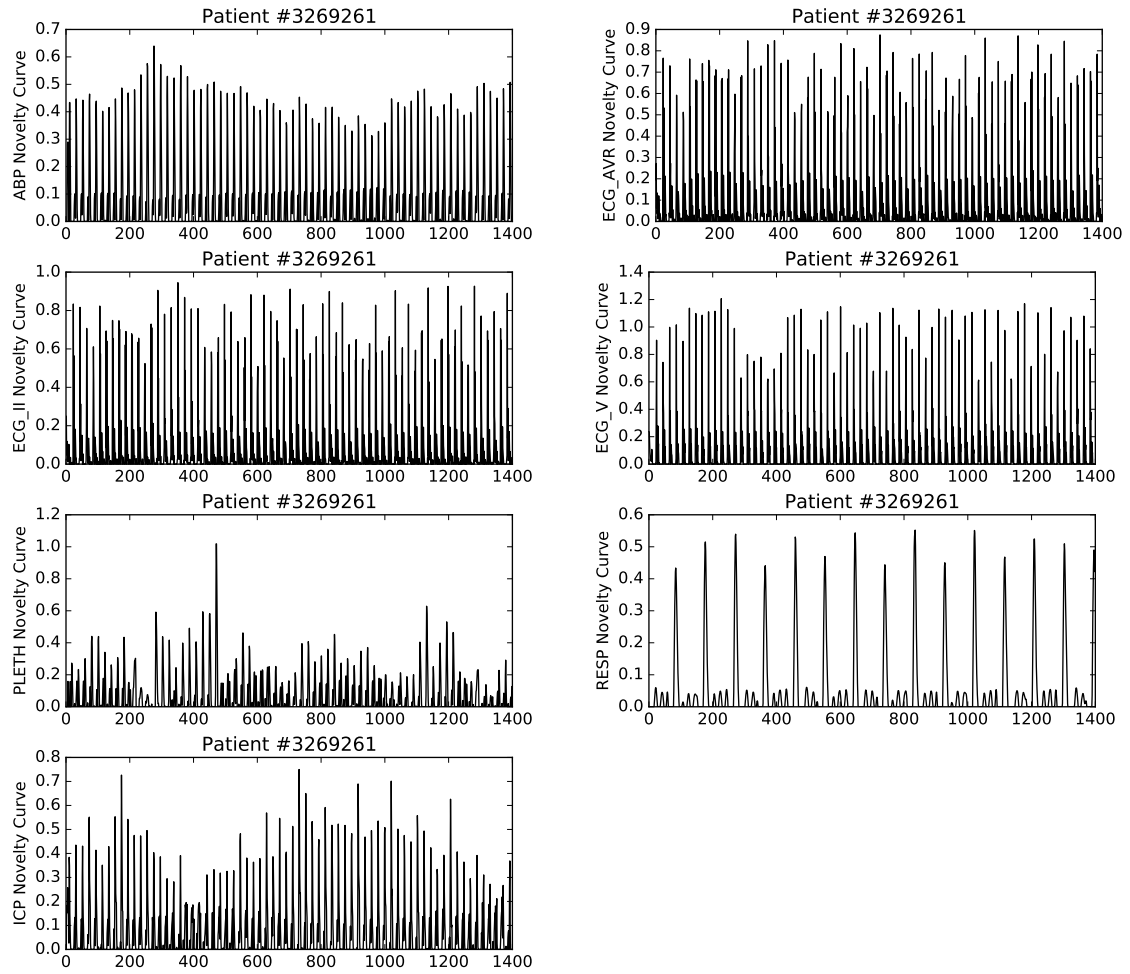 Patient #3269261
0.7
0.6
0.5
0.4
0.3
0.2
0.1
0.0
ABP Novelty Curve
0 200 400 600 800 1000 1200 1400
Patient #3269261
0.9
0.8
0.7
0.6
0.5
0.4
0.3
0.2
0.1
0.0
ECG_AVR Novelty Curve
0 200 400 600 800 1000 1200 1400
Patient #3269261
1.0
0.8
0.6
0.4
0.2
0.0
ECG_II Novelty Curve
0 200 400 600 800 1000 1200 1400
Patient #3269261
1.4
1.2
1.0
0.8
0.6
0.4
0.2
0.0
ECG_V Novelty Curve
0 200 400 600 800 1000 1200 1400
Patient #3269261
1.2
1.0
0.8
0.6
0.4
0.2
0.0
PLETH Novelty Curve
0 200 400 600 800 1000 1200 1400
Patient #3269261
0.6
0.5
0.4
0.3
0.2
0.1
0.0
RESP Novelty Curve
0 200 400 600 800 1000 1200 1400
Patient #3269261
0.8
0.7
0.6
0.5
0.4
0.3
0.2
0.1
0.0
ICP Novelty Curve
0 200 400 600 800 1000 1200 1400